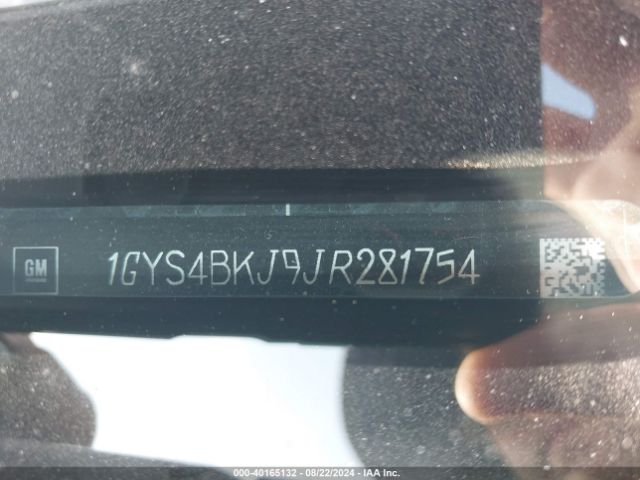 GM
1GYS4BKJ9JR281754
000-40165132 - 08/22/2024 - IAA Inc.